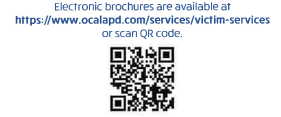 Electronic brochures are available at
https://www.ocalapd.com/services/victim-services
or scan QR code.